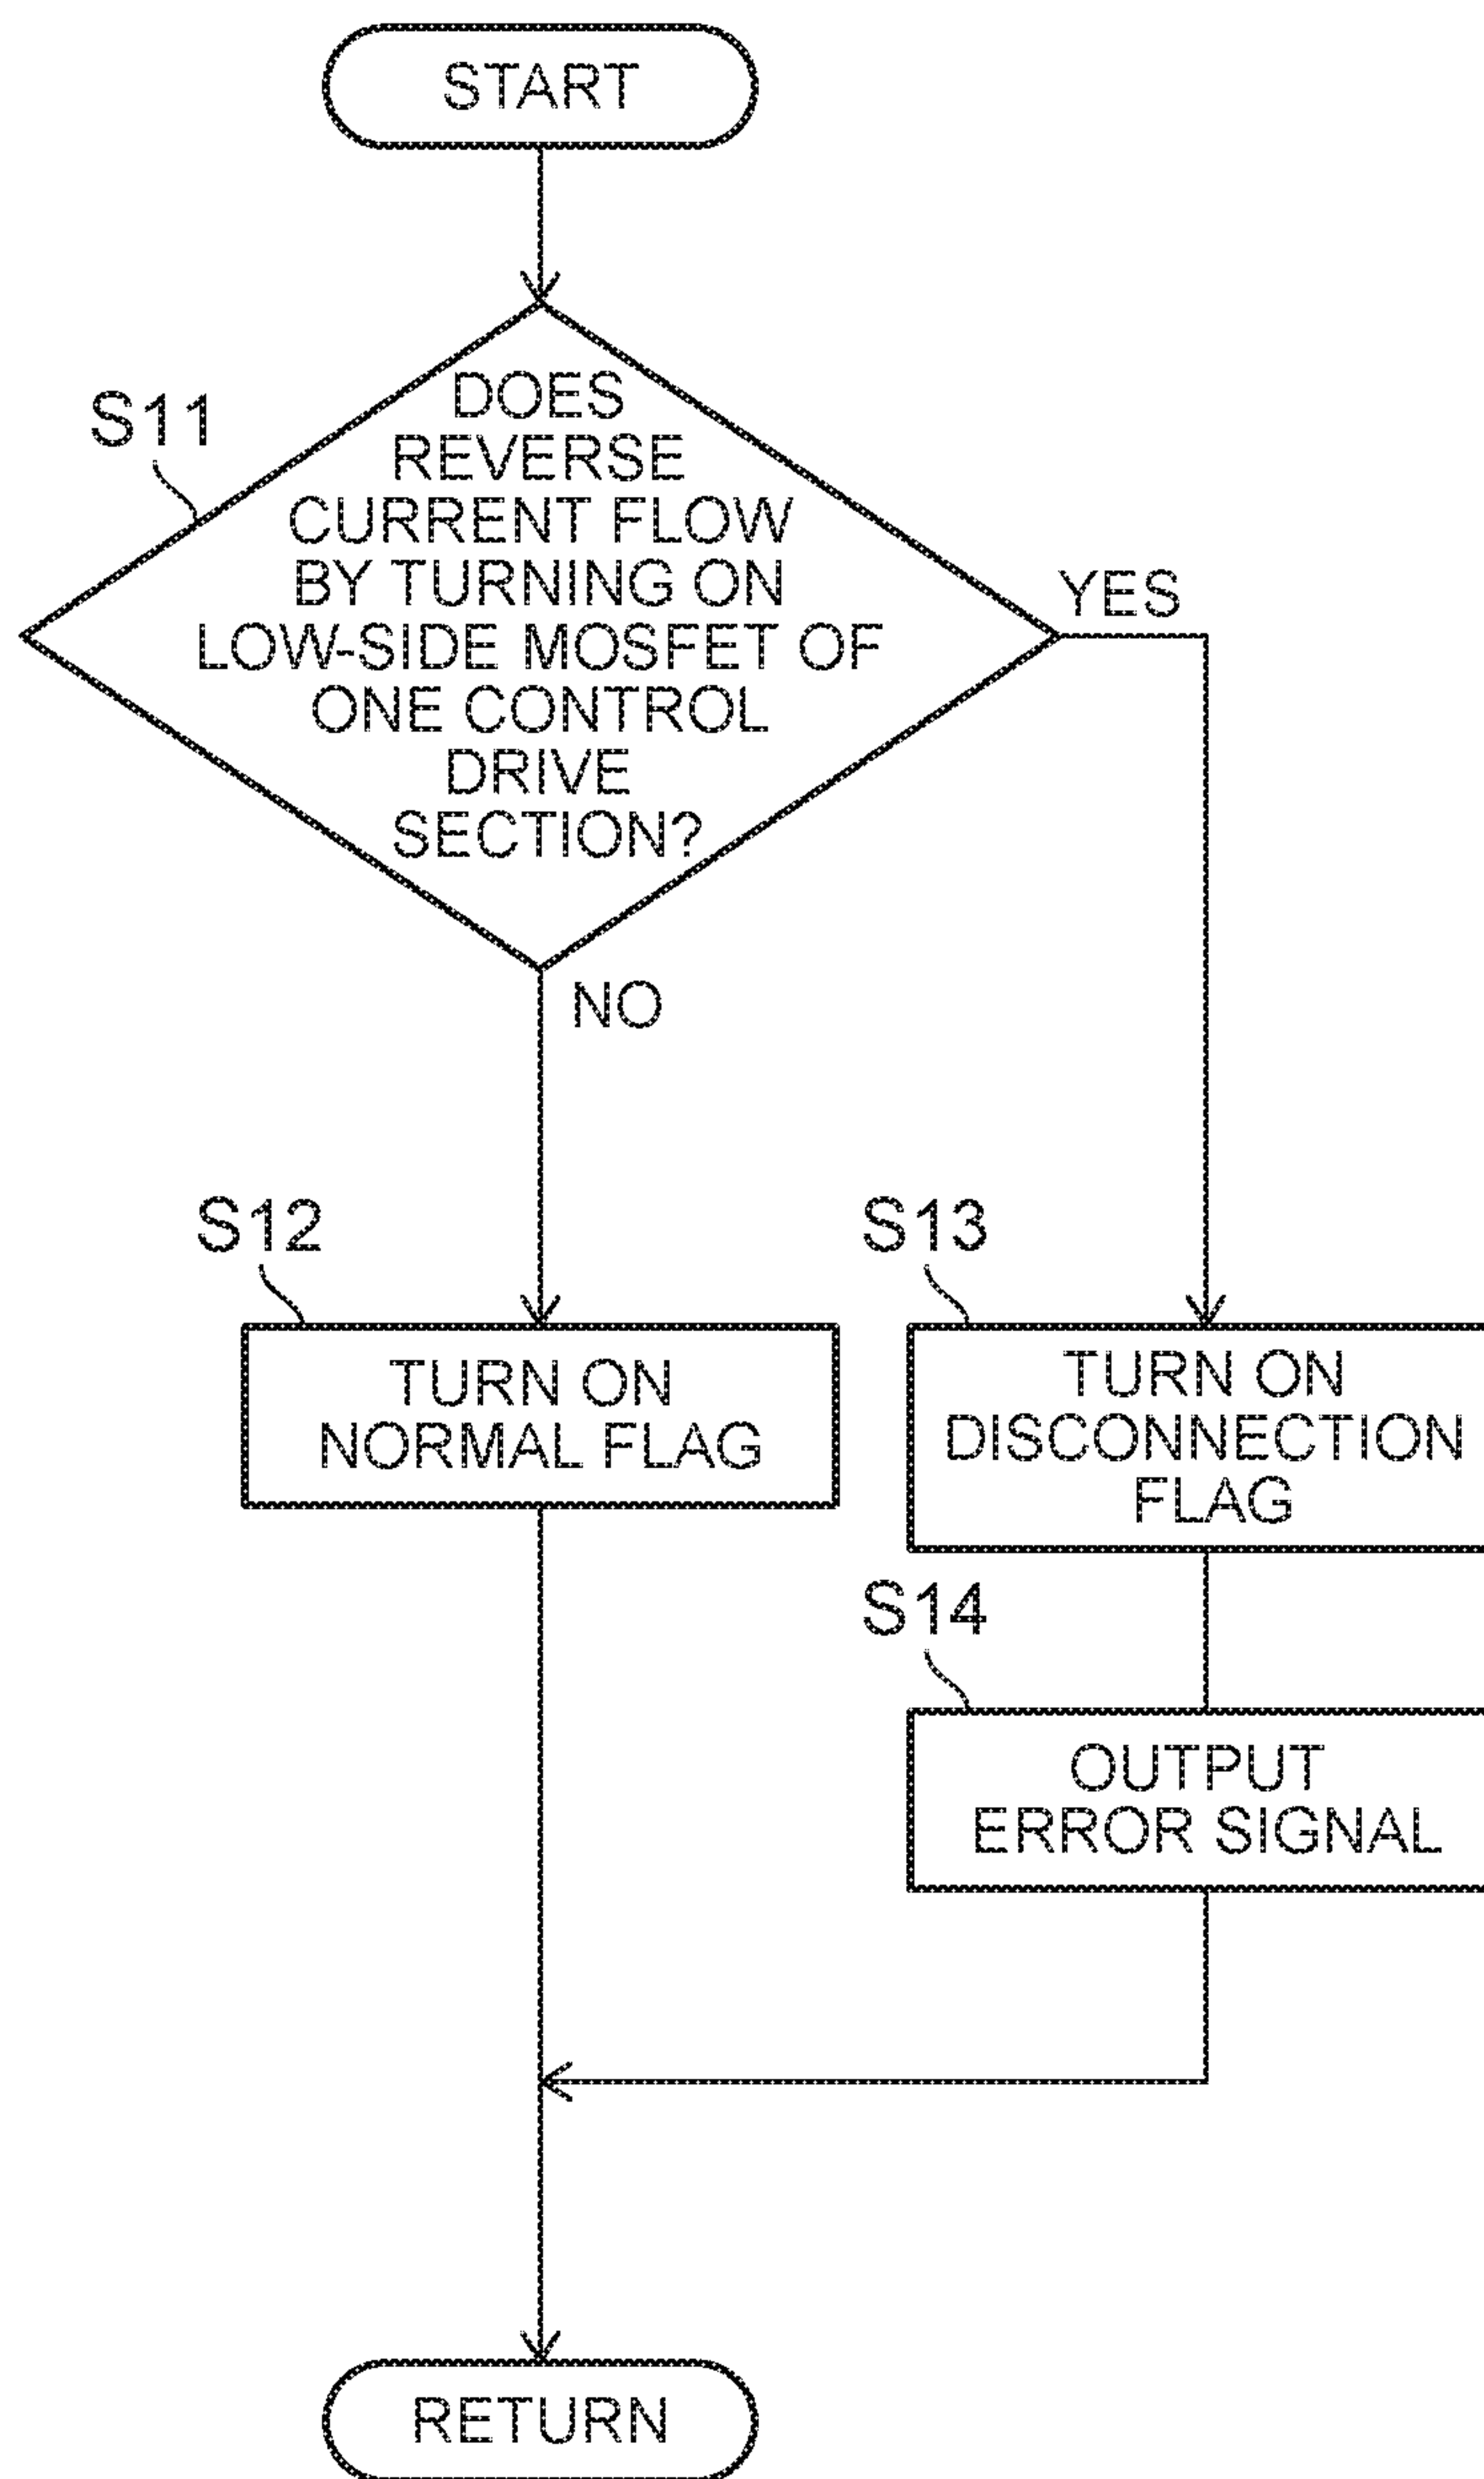 START
S11
DOES
REVERSE
CURRENT FLOW
BY TURNING ON
LOW-SIDE MOSFET OF
ONE CONTROL
DRIVE
SECTION?
YES
NO
S12
TURN ON
NORMAL FLAG
S13
TURN ON
DISCONNECTION
FLAG
S14
OUTPUT
ERROR SIGNAL
RETURN